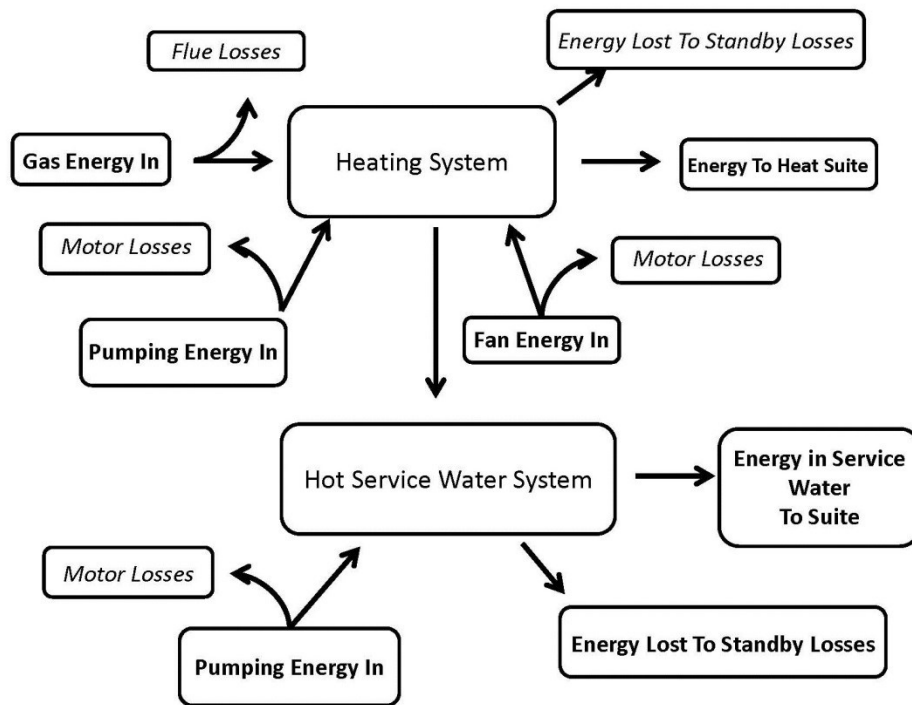 Flue Losses
Energy Lost To Standby Losses
Gas Energy In
Heating System
Energy To Heat Suite
Motor Losses
Motor Losses
Pumping Energy In
Fan Energy In
Hot Service Water System
Energy in Service
Water
To Suite
Motor Losses
Pumping Energy In
Energy Lost To Standby Losses